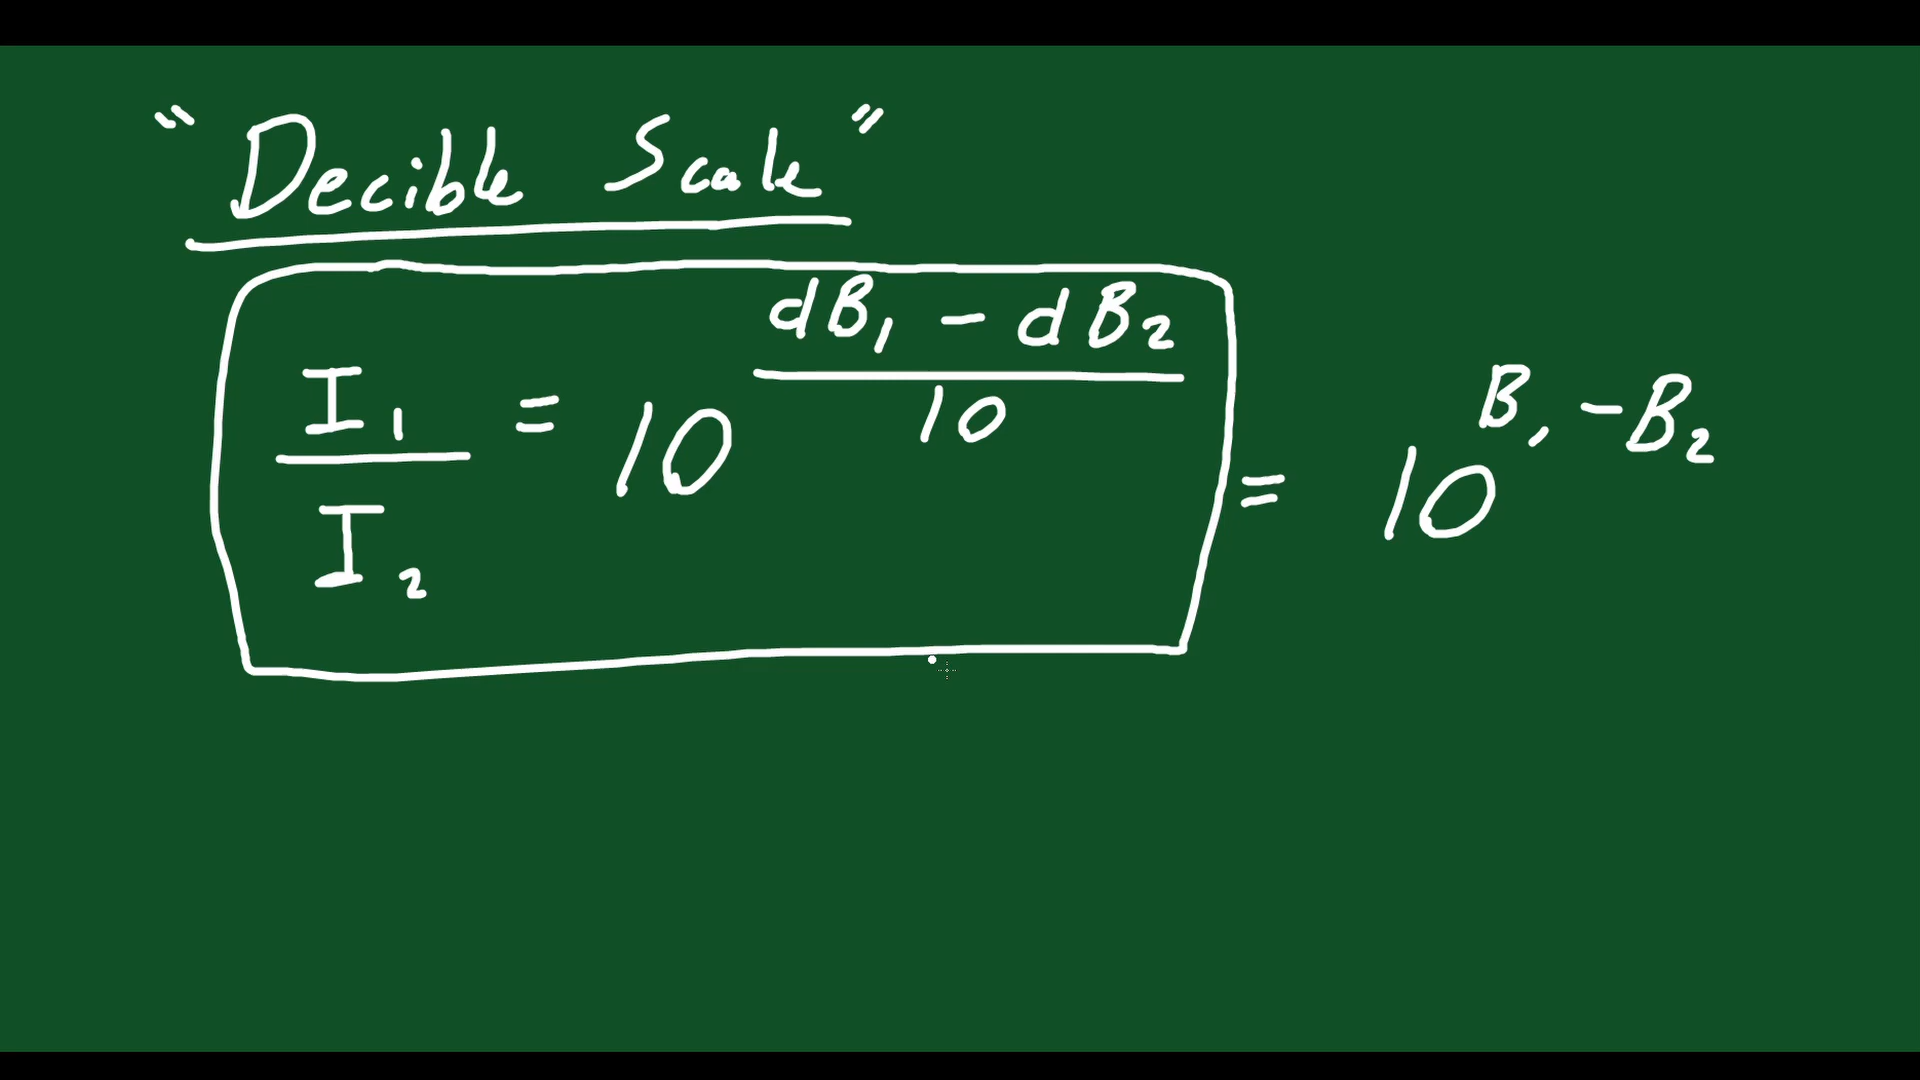 "Decible Scale"
I₁/I₂ = 10^((dB₁ - dB₂)/10) = 10^(B₁ - B₂)